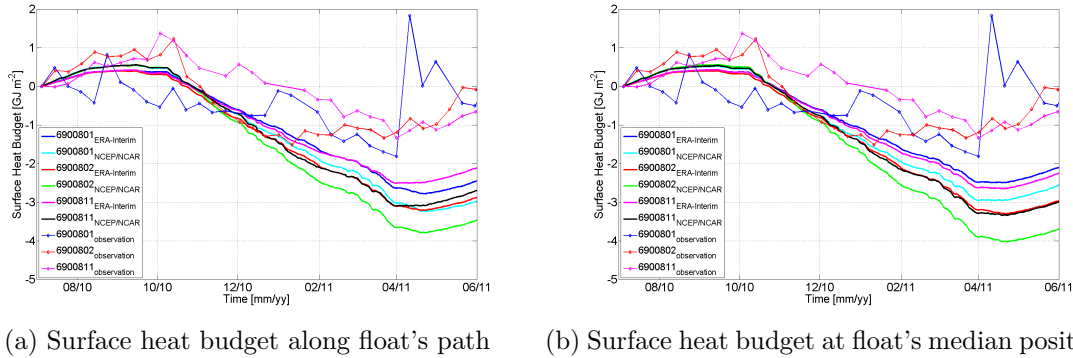 Surface Heat Budget [GJ m-2]
2
1
0
-1
-2
-3
-4
-5
6900801ERA-Interim
6900801NCEP/NCAR
6900802ERA-Interim
6900802NCEP/NCAR
6900811ERA-Interim
6900811NCEP/NCAR
6900801observation
6900802observation
6900811observation
08/10 10/10 12/10 02/11 04/11 06/11
Time [mm/yy]
(a) Surface heat budget along float's path
Surface Heat Budget [GJ m-2]
2
1
0
-1
-2
-3
-4
-5
6900801ERA-Interim
6900801NCEP/NCAR
6900802ERA-Interim
6900802NCEP/NCAR
6900811ERA-Interim
6900811NCEP/NCAR
6900801observation
6900802observation
6900811observation
08/10 10/10 12/10 02/11 04/11 06/11
Time [mm/yy]
(b) Surface heat budget at float's median posit